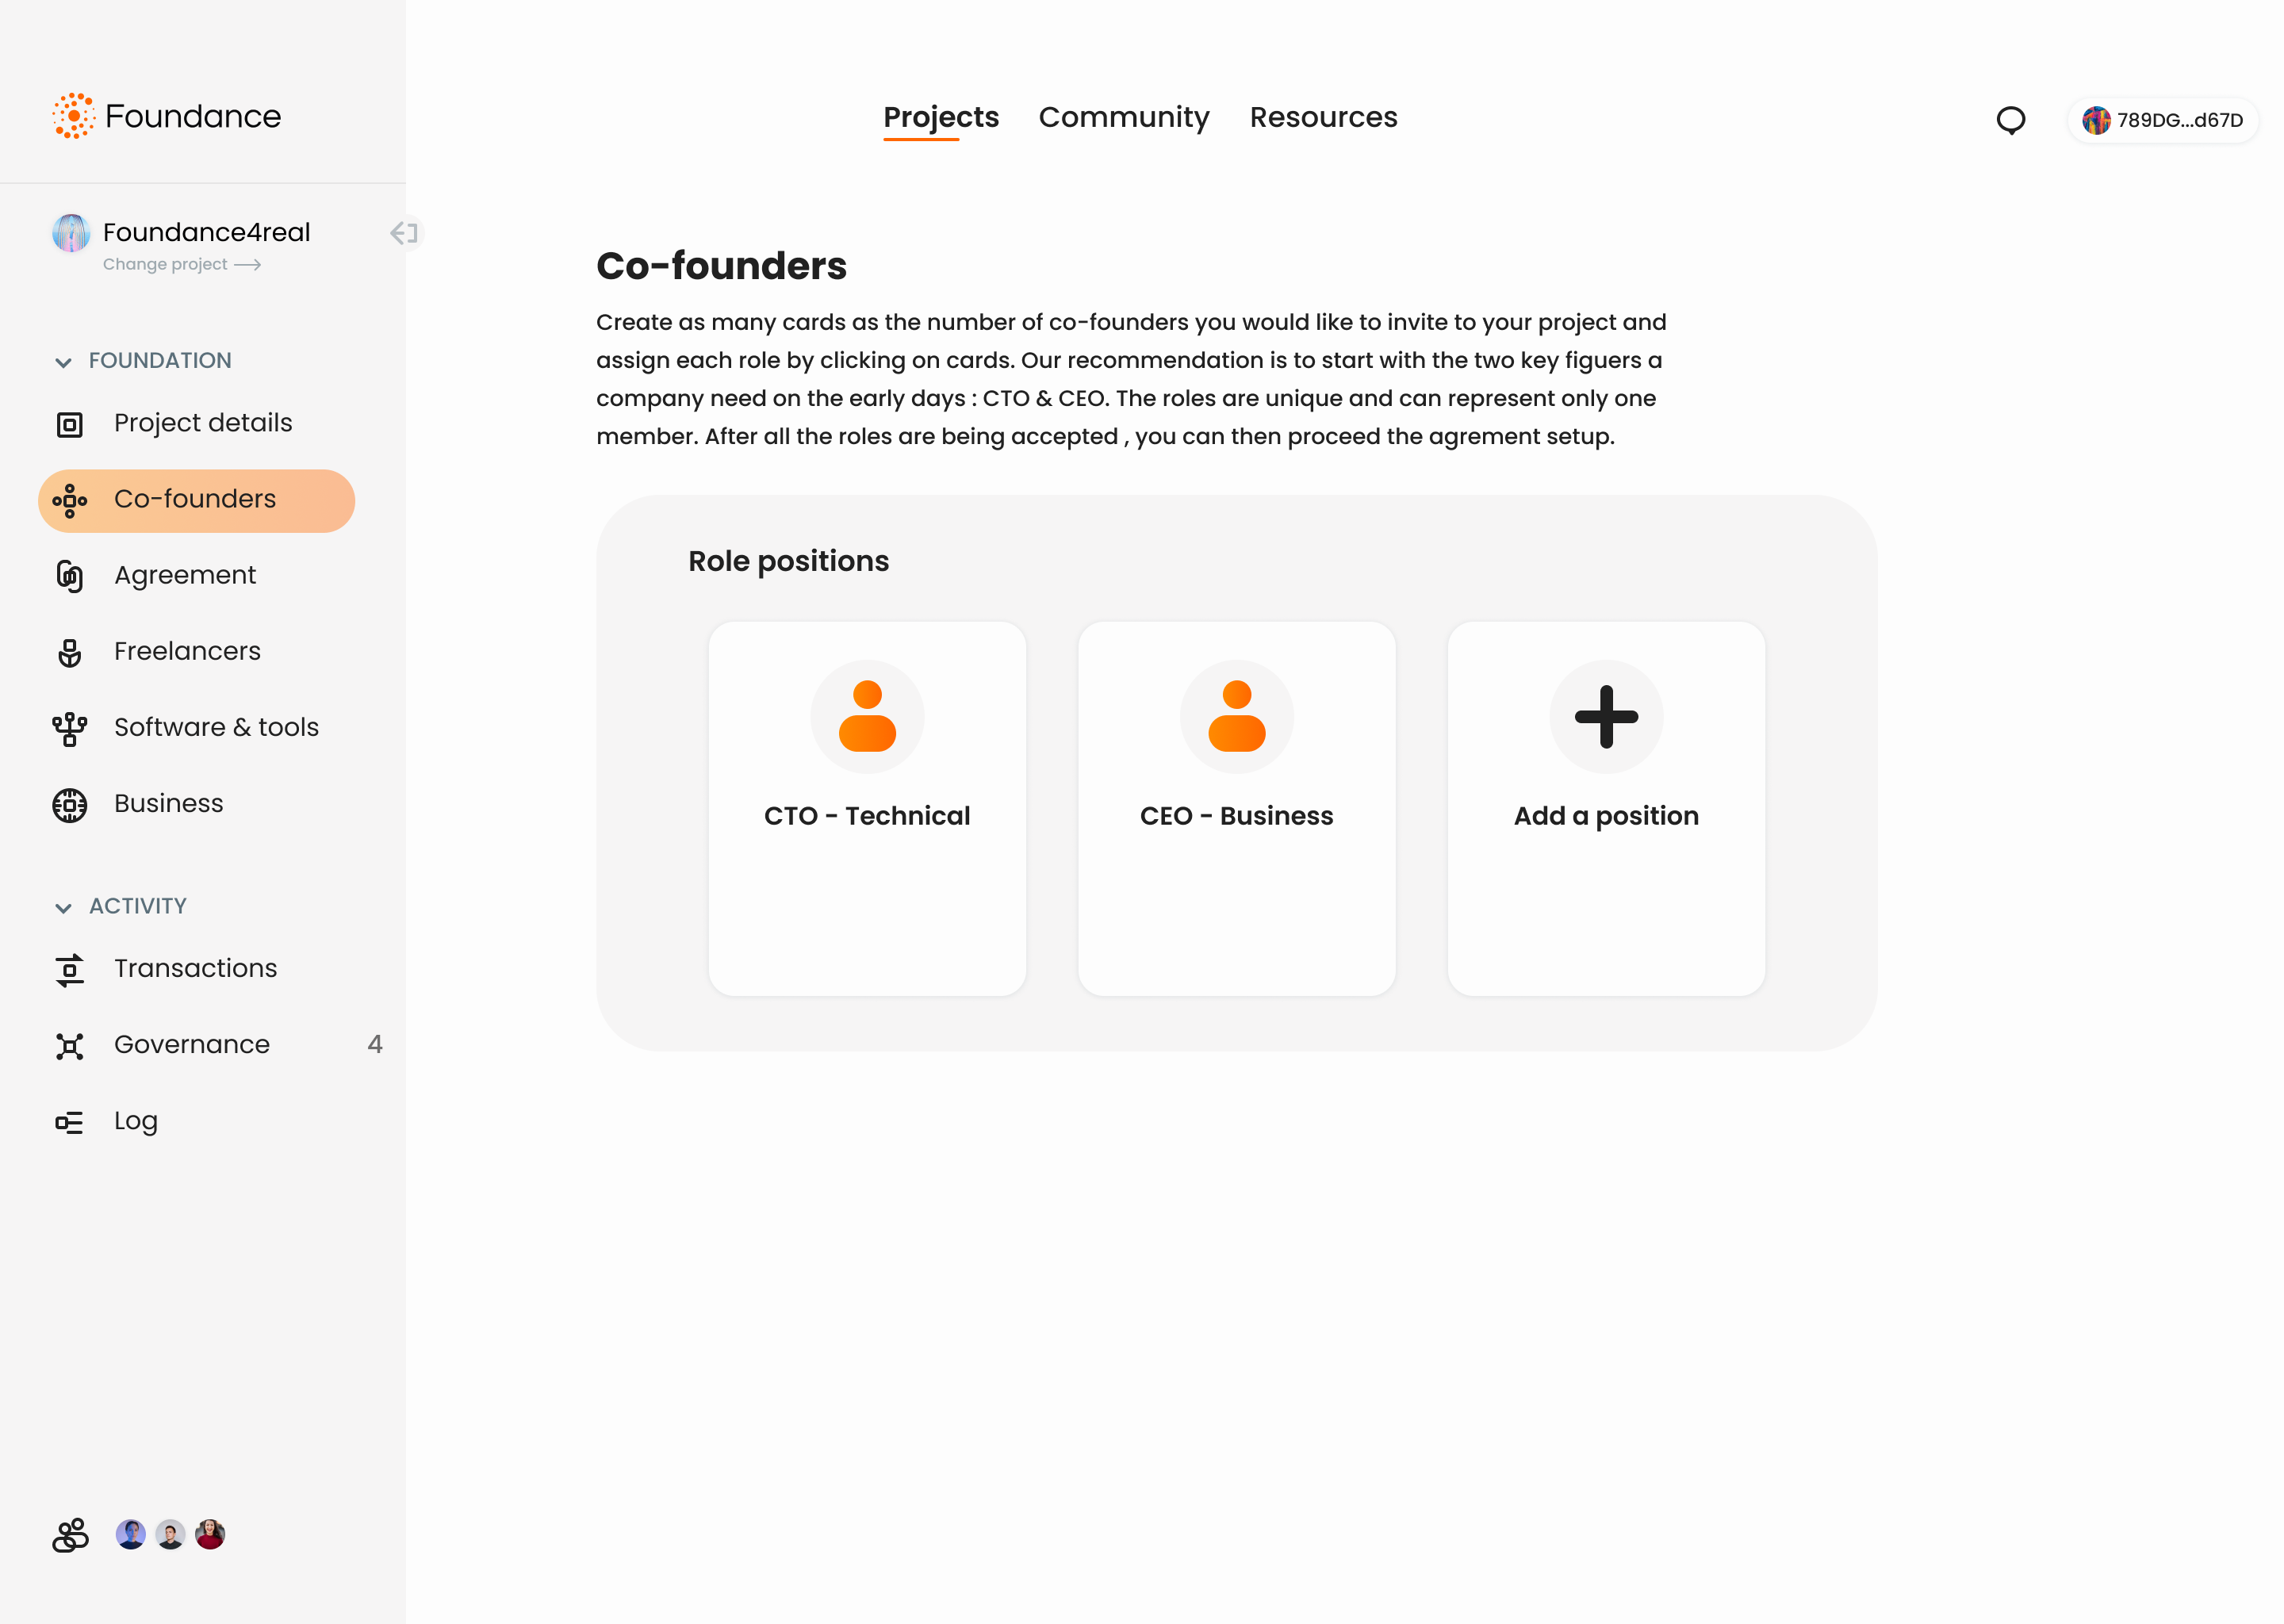 Foundance
Projects
Community
Resources
789DG...d67D
Foundance4real
Change project
FOUNDATION
Project details
Co-founders
Agreement
Freelancers
Software & tools
Business
ACTIVITY
Transactions
Governance 4
Log
Co-founders
Create as many cards as the number of co-founders you would like to invite to your project and
assign each role by clicking on cards. Our recommendation is to start with the two key figuers a
company need on the early days : CTO & CEO. The roles are unique and can represent only one
member. After all the roles are being accepted , you can then proceed the agrement setup.
Role positions
CTO - Technical
CEO - Business
Add a position